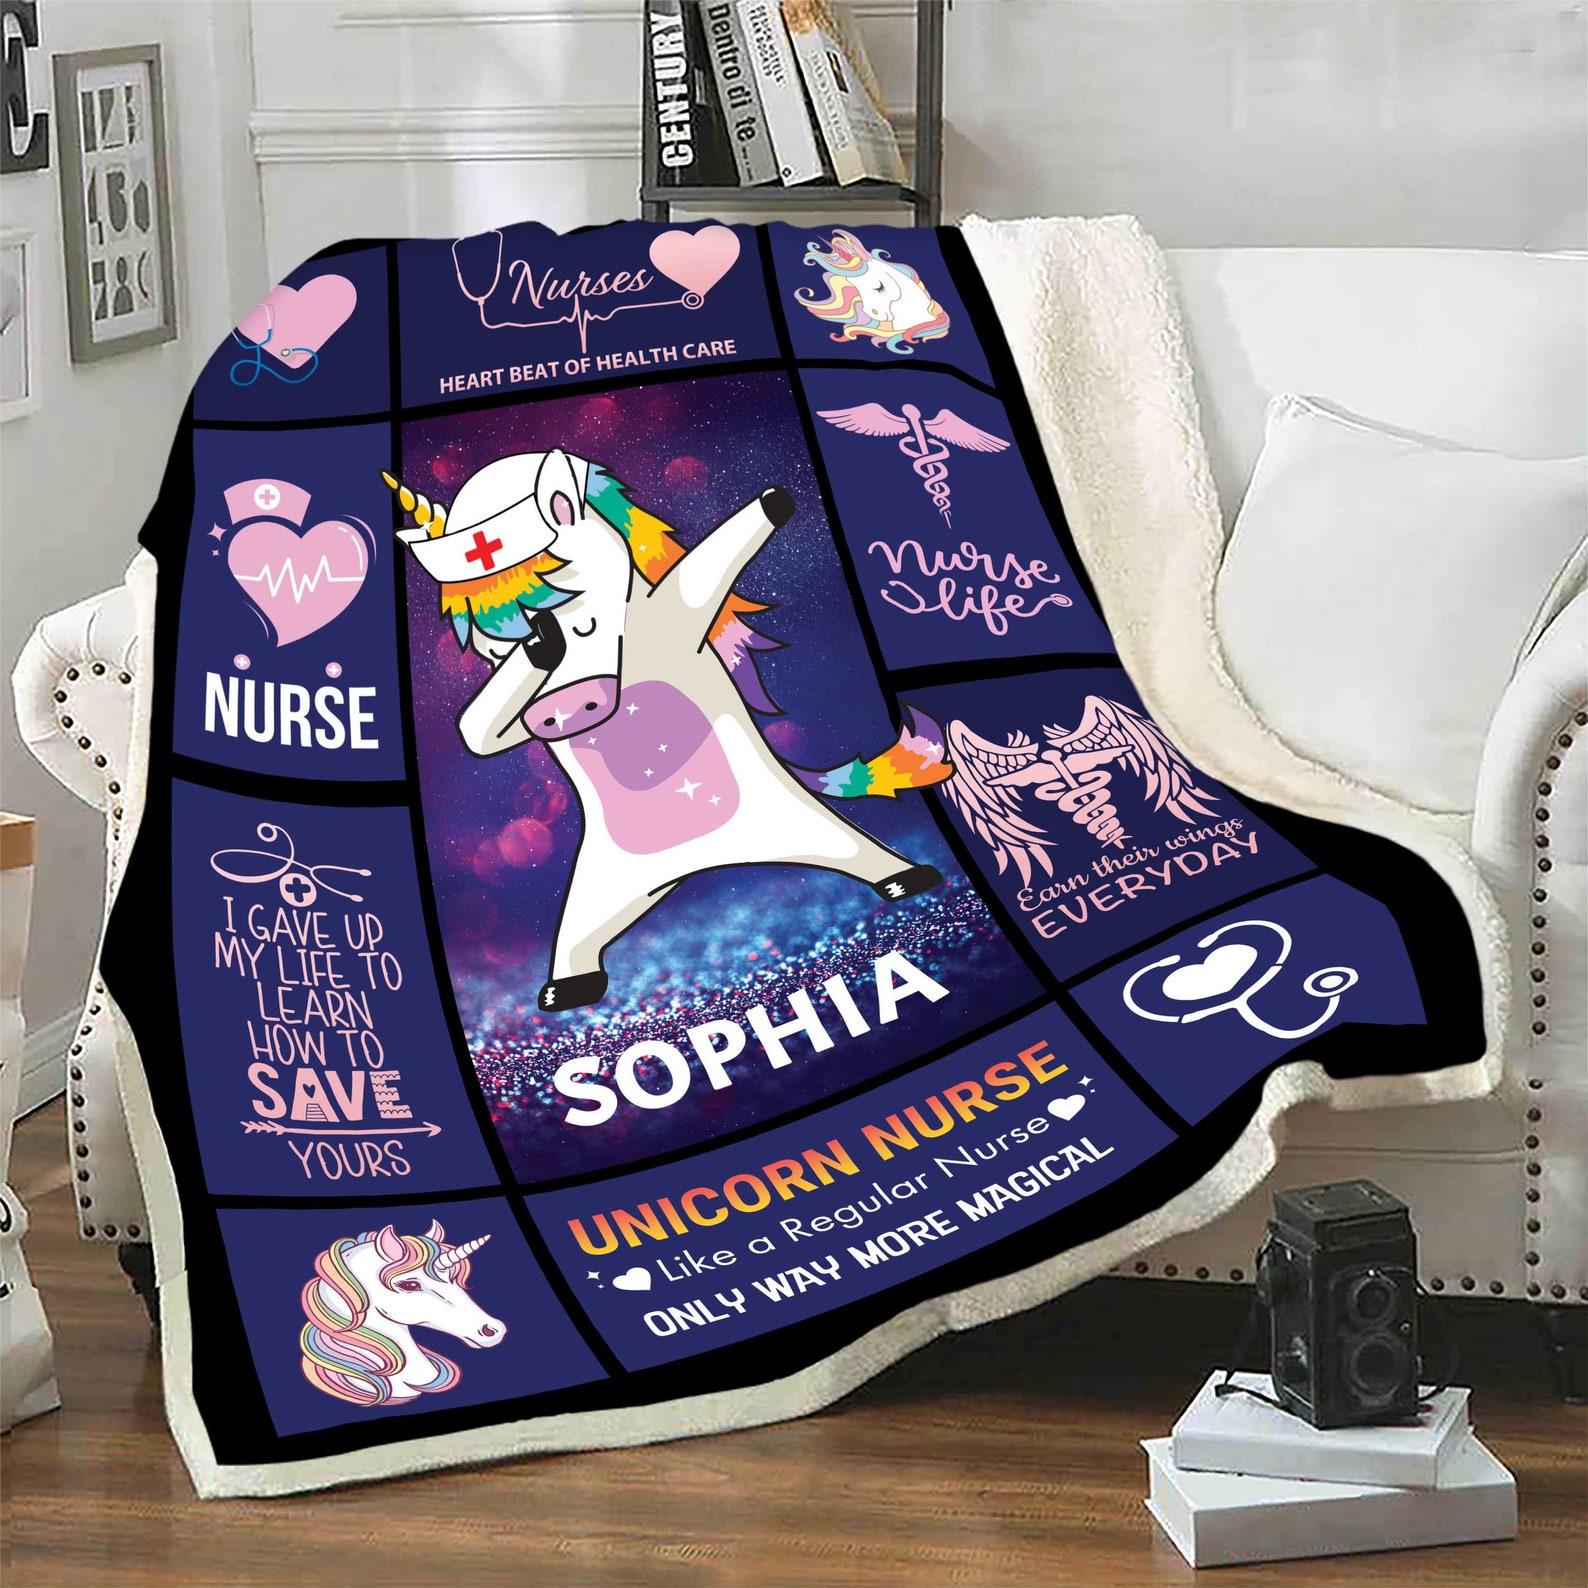 CENTURY
Dentro di te
Nurses
HEART BEAT OF HEALTH CARE
NURSE
Nurse
life
I GAVE UP
MY LIFE TO
LEARN
HOW TO
SAVE
YOURS
Earn their wings
EVERYDAY
SOPHIA
UNICORN NURSE
Like a Regular Nurse
ONLY WAY MORE MAGICAL